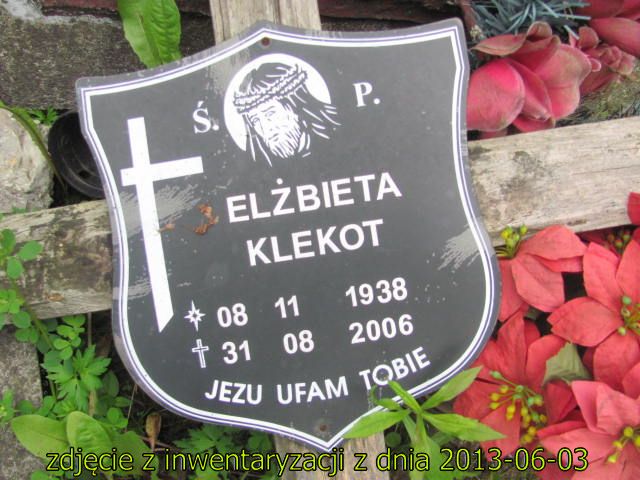 Ś. P.
ELŻBIETA
KLEKOT
08 11 1938
31 08 2006
JEZU UFAM TOBIE
zdjęcie z inwentaryzacji z dnia 2013-06-03